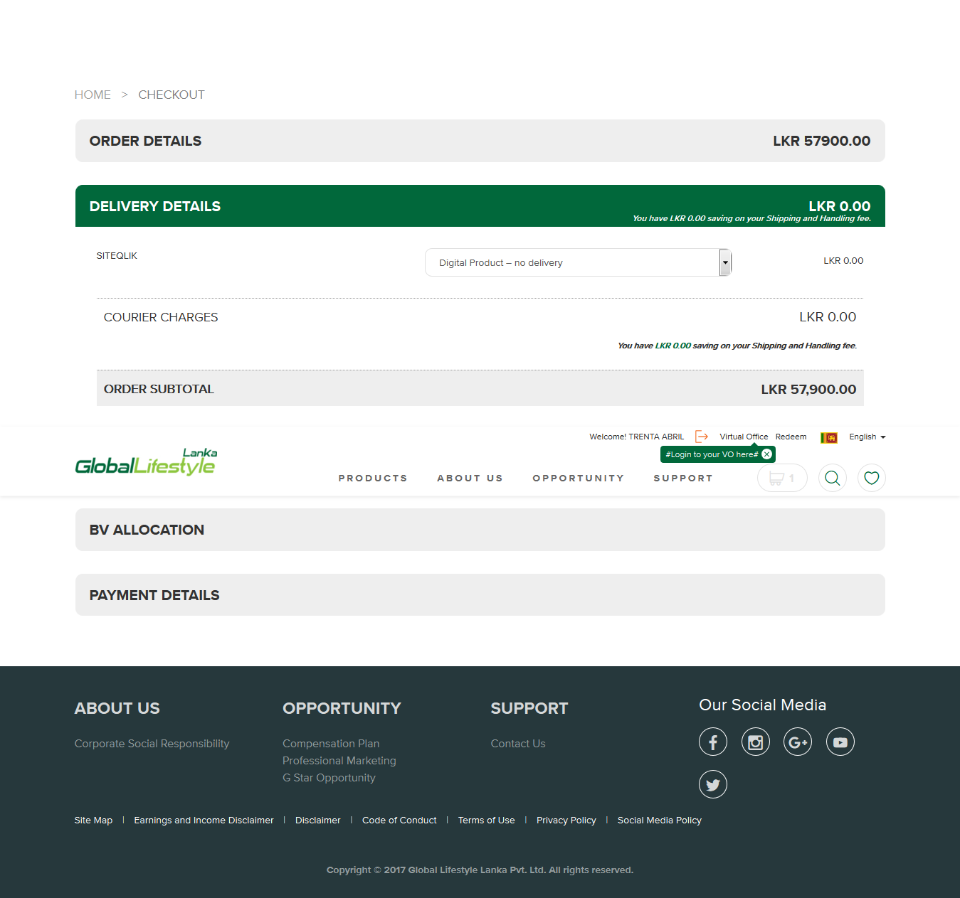 HOME > CHECKOUT
ORDER DETAILS LKR 57900.00
DELIVERY DETAILS LKR 0.00
You have LKR 0.00 saving on your Shipping and Handling fee.
SITEQLIK Digital Product – no delivery LKR 0.00
COURIER CHARGES LKR 0.00
You have LKR 0.00 saving on your Shipping and Handling fee.
ORDER SUBTOTAL LKR 57,900.00
Welcome! TRENTA ABRIL Virtual Office Redeem English
#Login to your VO here#
Lanka
GlobalLifestyle
PRODUCTS ABOUT US OPPORTUNITY SUPPORT 1
BV ALLOCATION
PAYMENT DETAILS
ABOUT US OPPORTUNITY SUPPORT Our Social Media
Corporate Social Responsibility Compensation Plan Contact Us
Professional Marketing
G Star Opportunity
Site Map | Earnings and Income Disclaimer | Disclaimer | Code of Conduct | Terms of Use | Privacy Policy | Social Media Policy
Copyright © 2017 Global Lifestyle Lanka Pvt. Ltd. All rights reserved.